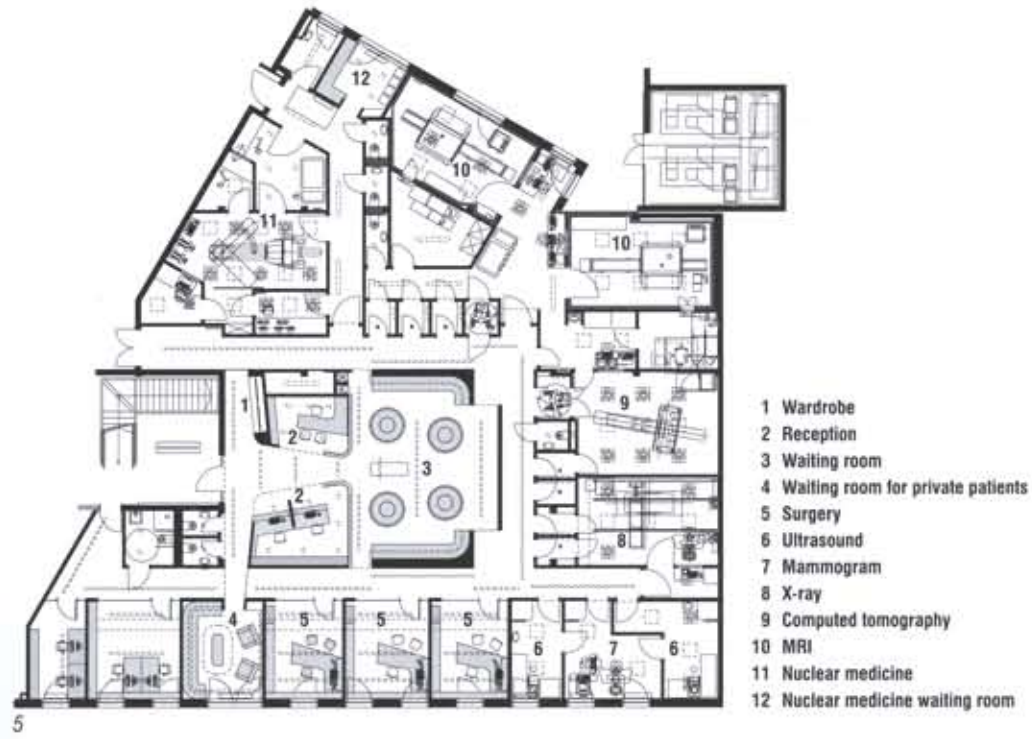 12
10
11
10
1
2
3
9
2
8
4
5
5
5
6
7
6
1 Wardrobe
2 Reception
3 Waiting room
4 Waiting room for private patients
5 Surgery
6 Ultrasound
7 Mammogram
8 X-ray
9 Computed tomography
10 MRI
11 Nuclear medicine
12 Nuclear medicine waiting room
5